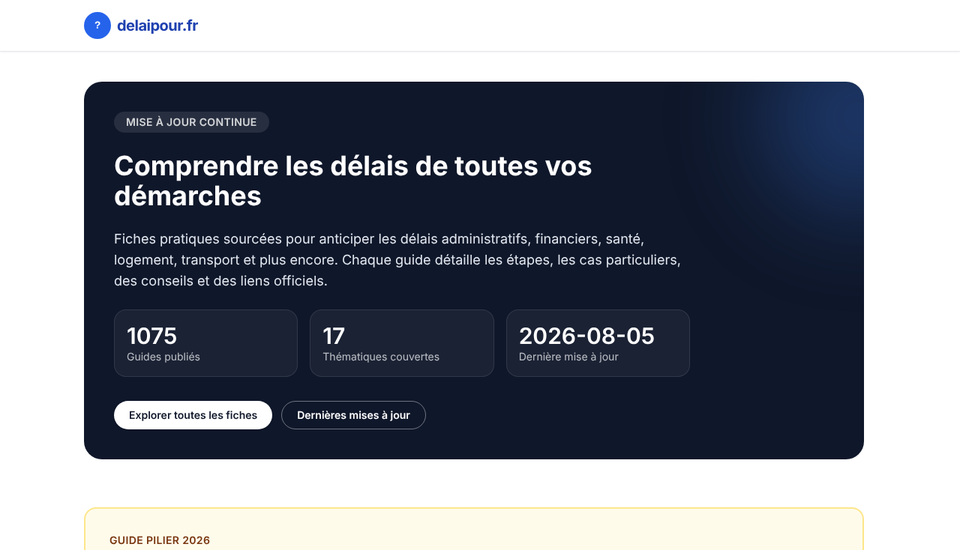 ?
delaipour.fr
MISE À JOUR CONTINUE
Comprendre les délais de toutes vos
démarches
Fiches pratiques sourcées pour anticiper les délais administratifs, financiers, santé,
logement, transport et plus encore. Chaque guide détaille les étapes, les cas particuliers,
des conseils et des liens officiels.
1075
Guides publiés
17
Thématiques couvertes
2026-08-05
Dernière mise à jour
Explorer toutes les fiches
Dernières mises à jour
GUIDE PILIER 2026